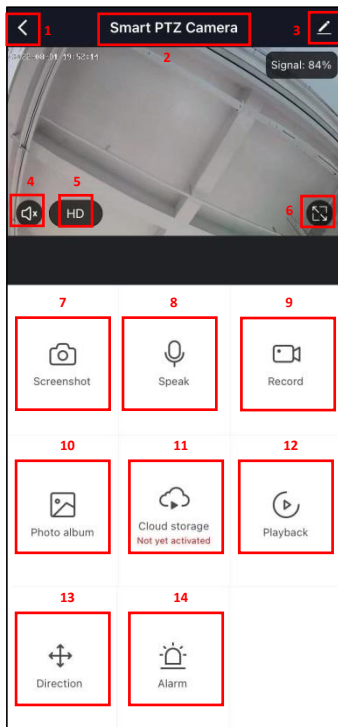 1
Smart PTZ Camera
3
2
Signal: 84%
4
5
HD
6
7
8
9
Screenshot
Speak
Record
10
11
12
Photo album
Cloud storage
Not yet activated
Playback
13
14
Direction
Alarm